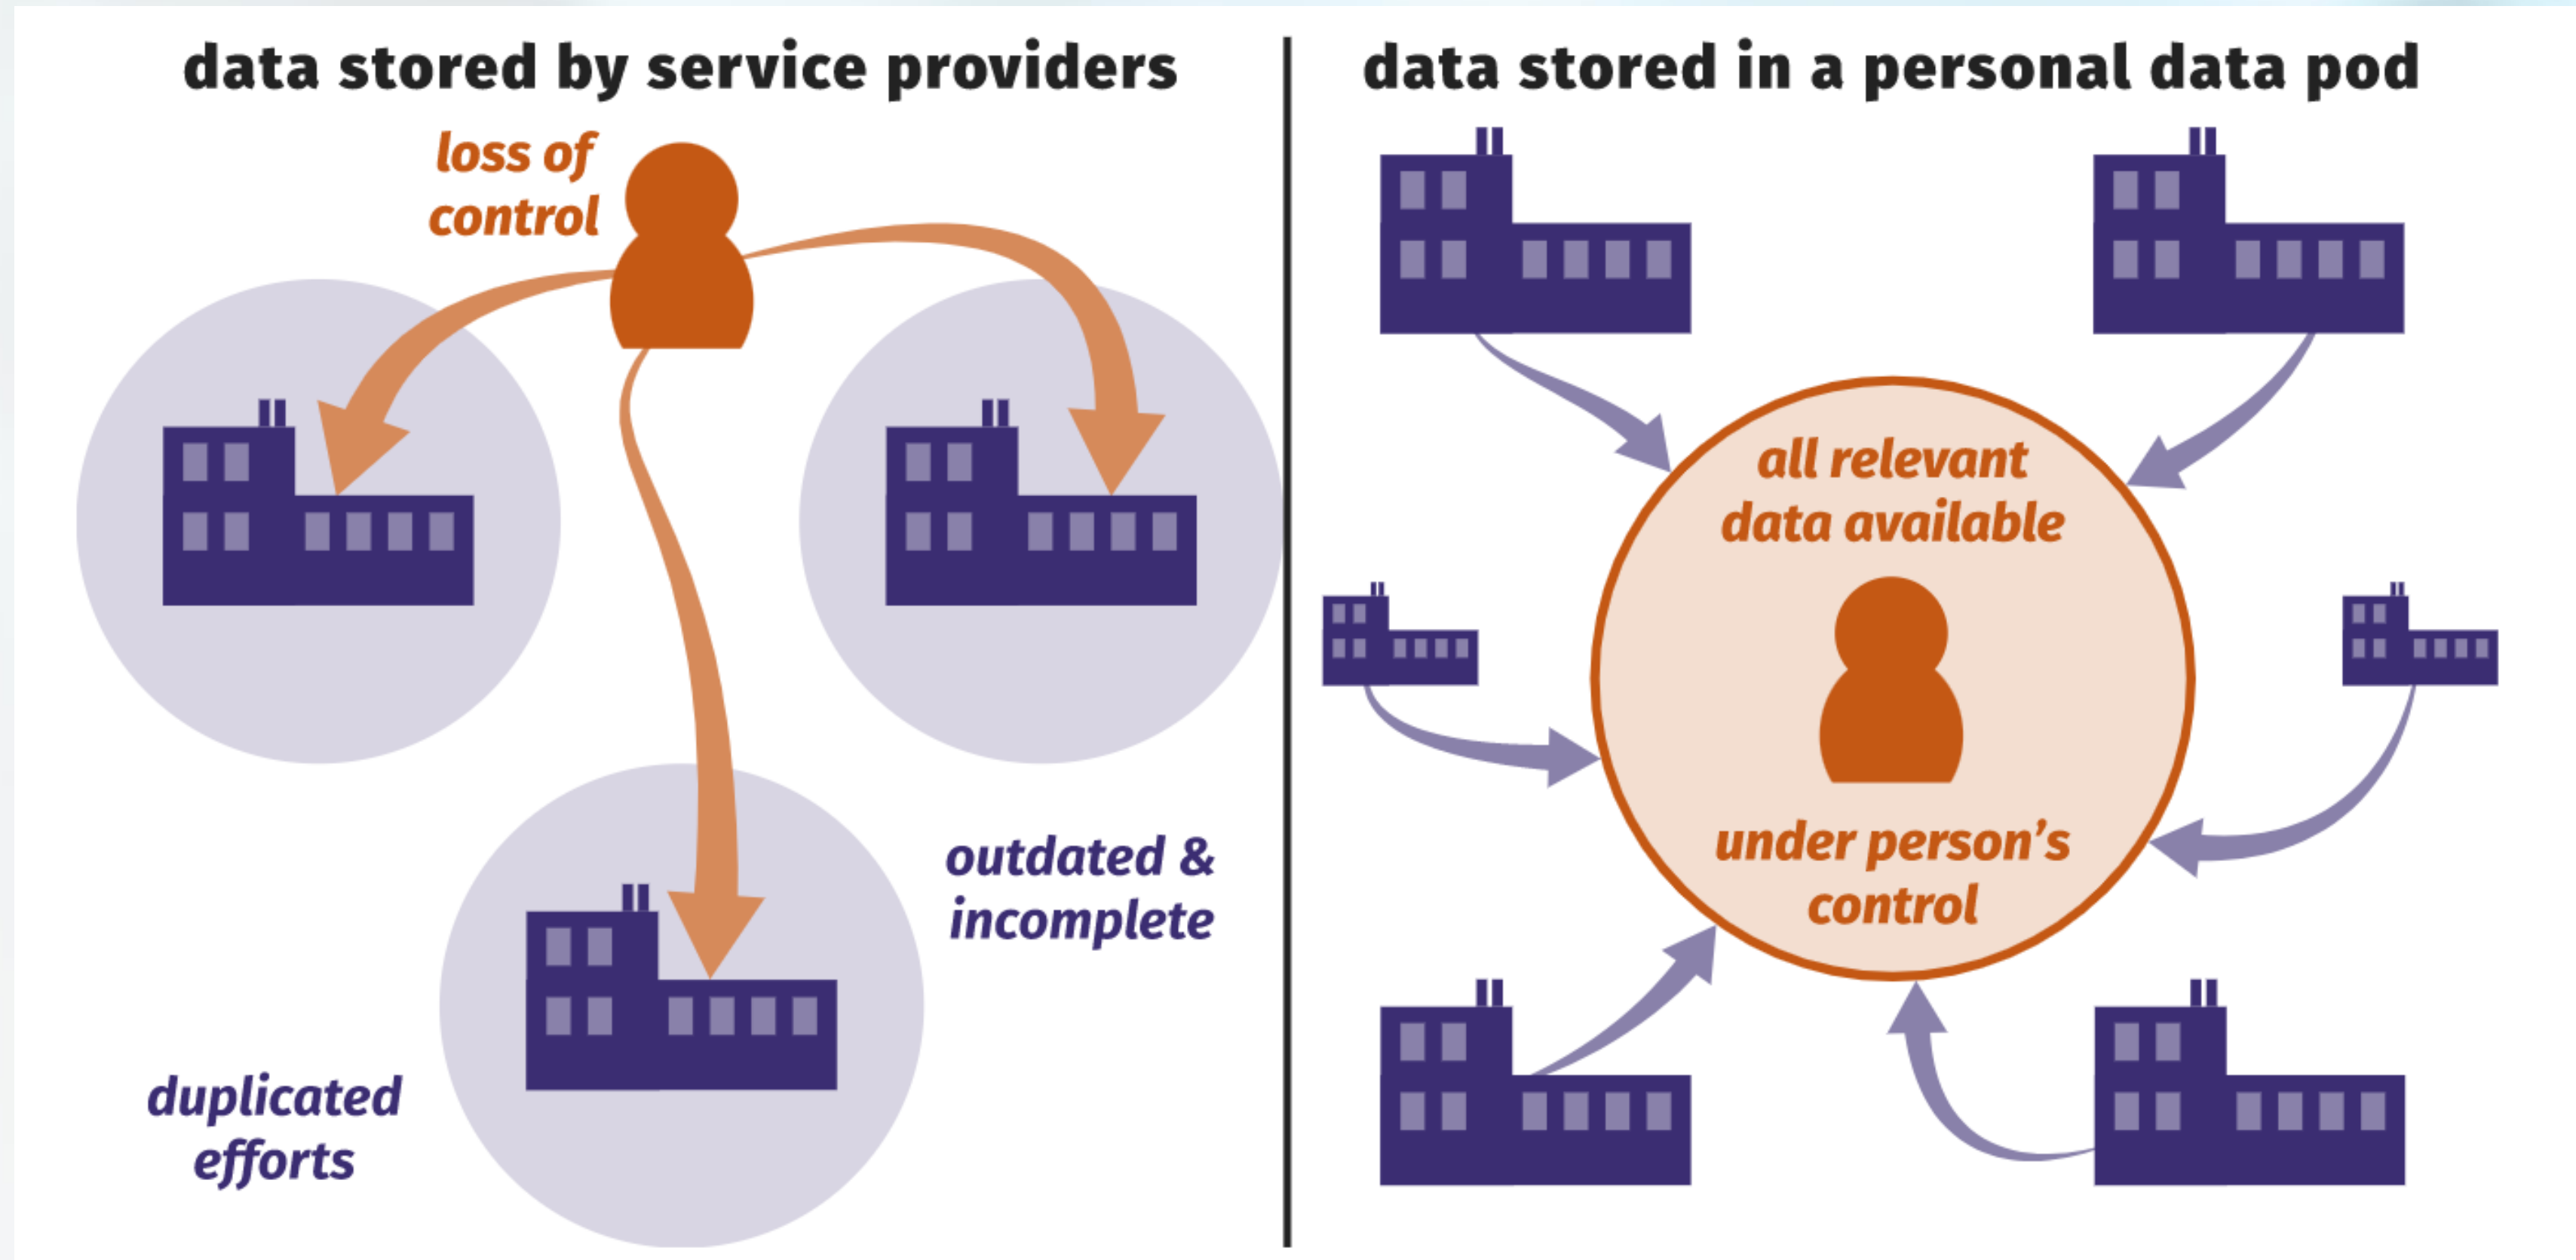 data stored by service providers
loss of
control
outdated &
incomplete
duplicated
efforts
data stored in a personal data pod
all relevant
data available
under person’s
control